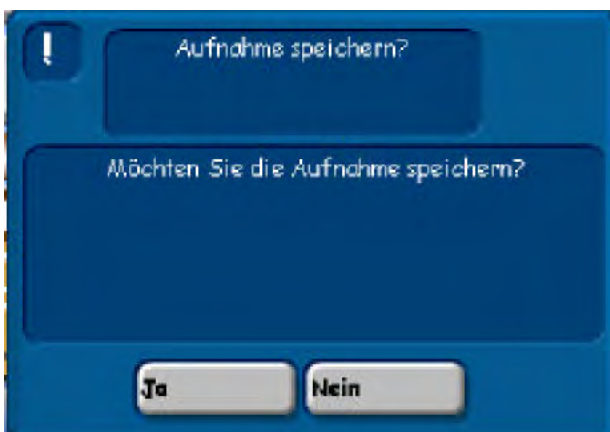 !
Aufnahme speichern?
Möchten Sie die Aufnahme speichern?
Ja
Nein